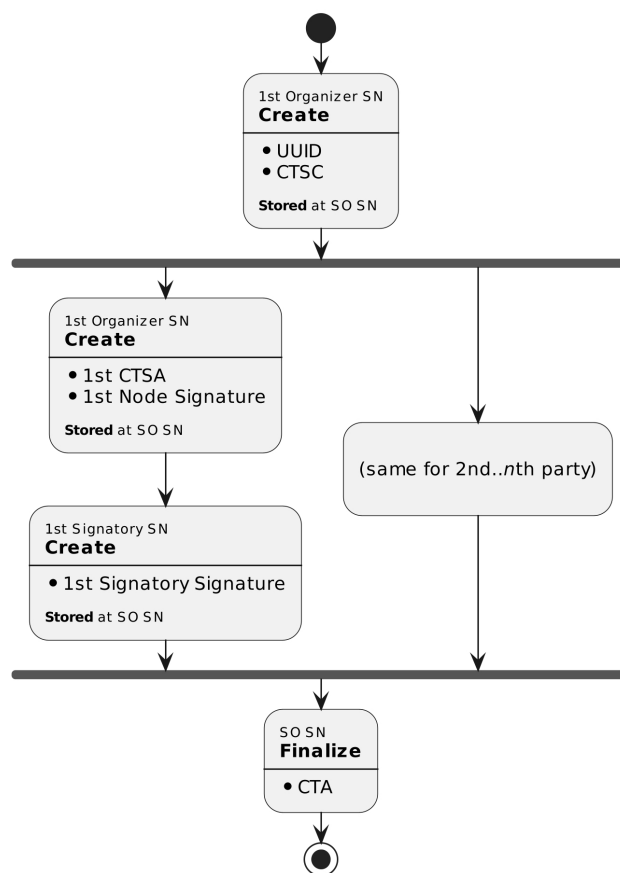 1st Organizer SN
Create
• UUID
• CTSC
Stored at SO SN
1st Organizer SN
Create
• 1st CTSA
• 1st Node Signature
Stored at SO SN
(same for 2nd..nth party)
1st Signatory SN
Create
• 1st Signatory Signature
Stored at SO SN
SO SN
Finalize
• CTA